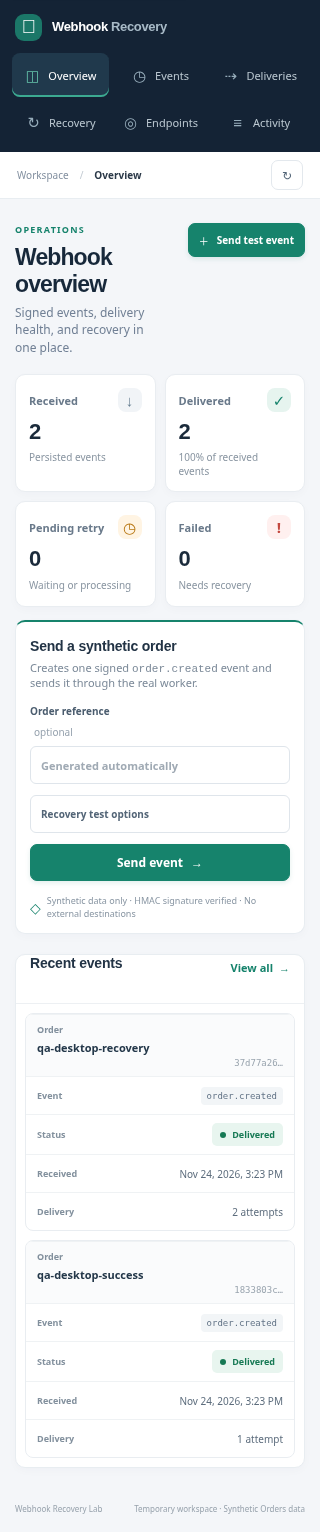 Webhook Recovery
Overview
Events
Deliveries
Recovery
Endpoints
Activity
Workspace / Overview
OPERATIONS
Webhook
overview
+ Send test event
Signed events, delivery
health, and recovery in
one place.
Received
2
Persisted events
Delivered
2
100% of received
events
Pending retry
0
Waiting or processing
Failed
0
Needs recovery
Send a synthetic order
Creates one signed order.created event and
sends it through the real worker.
Order reference
optional
Generated automatically
Recovery test options
Send event →
Synthetic data only · HMAC signature verified · No
external destinations
Recent events
View all →
Order
qa-desktop-recovery
37d77a26…
Event order.created
Status Delivered
Received Nov 24, 2026, 3:23 PM
Delivery 2 attempts
Order
qa-desktop-success
1833803c…
Event order.created
Status Delivered
Received Nov 24, 2026, 3:23 PM
Delivery 1 attempt
Webhook Recovery Lab
Temporary workspace · Synthetic Orders data